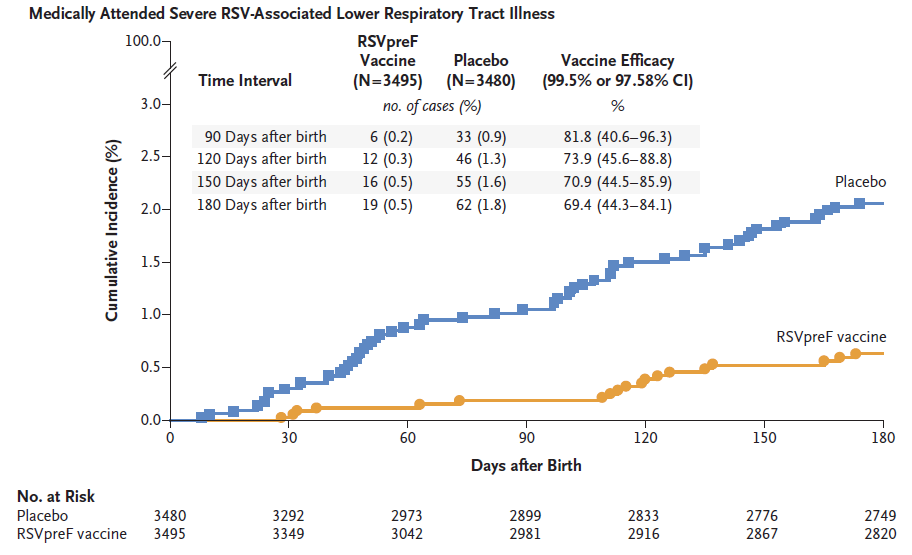 Medically Attended Severe RSV-Associated Lower Respiratory Tract Illness
100.0
3.0
2.5
2.0
1.5
1.0
0.5
0.0
Cumulative Incidence (%)
Time Interval RSVpreF Vaccine (N=3495) Placebo (N=3480) Vaccine Efficacy (99.5% or 97.58% CI)
no. of cases (%) %
90 Days after birth 6 (0.2) 33 (0.9) 81.8 (40.6–96.3)
120 Days after birth 12 (0.3) 46 (1.3) 73.9 (45.6–88.8)
150 Days after birth 16 (0.5) 55 (1.6) 70.9 (44.5–85.9)
180 Days after birth 19 (0.5) 62 (1.8) 69.4 (44.3–84.1)
Placebo
RSVpreF vaccine
0 30 60 90 120 150 180
Days after Birth
No. at Risk
Placebo 3480 3292 2973 2899 2833 2776 2749
RSVpreF vaccine 3495 3349 3042 2981 2916 2867 2820